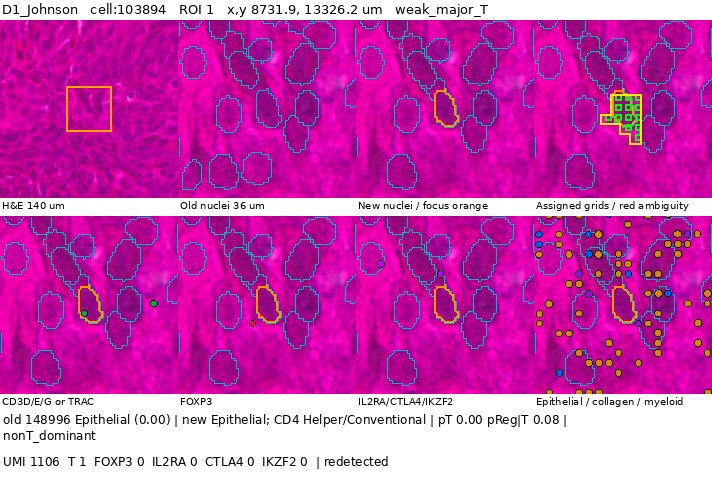 D1_Johnson   cell:103894   ROI 1   x,y 8731.9, 13326.2 um   weak_major_T
H&E 140 um
Old nuclei 36 um
New nuclei / focus orange
Assigned grids / red ambiguity
CD3D/E/G or TRAC
FOXP3
IL2RA/CTLA4/IKZF2
Epithelial / collagen / myeloid
old 148996 Epithelial (0.00) | new Epithelial; CD4 Helper/Conventional | pT 0.00 pReg|T 0.08 |
nonT_dominant
UMI 1106  T 1  FOXP3 0  IL2RA 0  CTLA4 0  IKZF2 0  | redetected